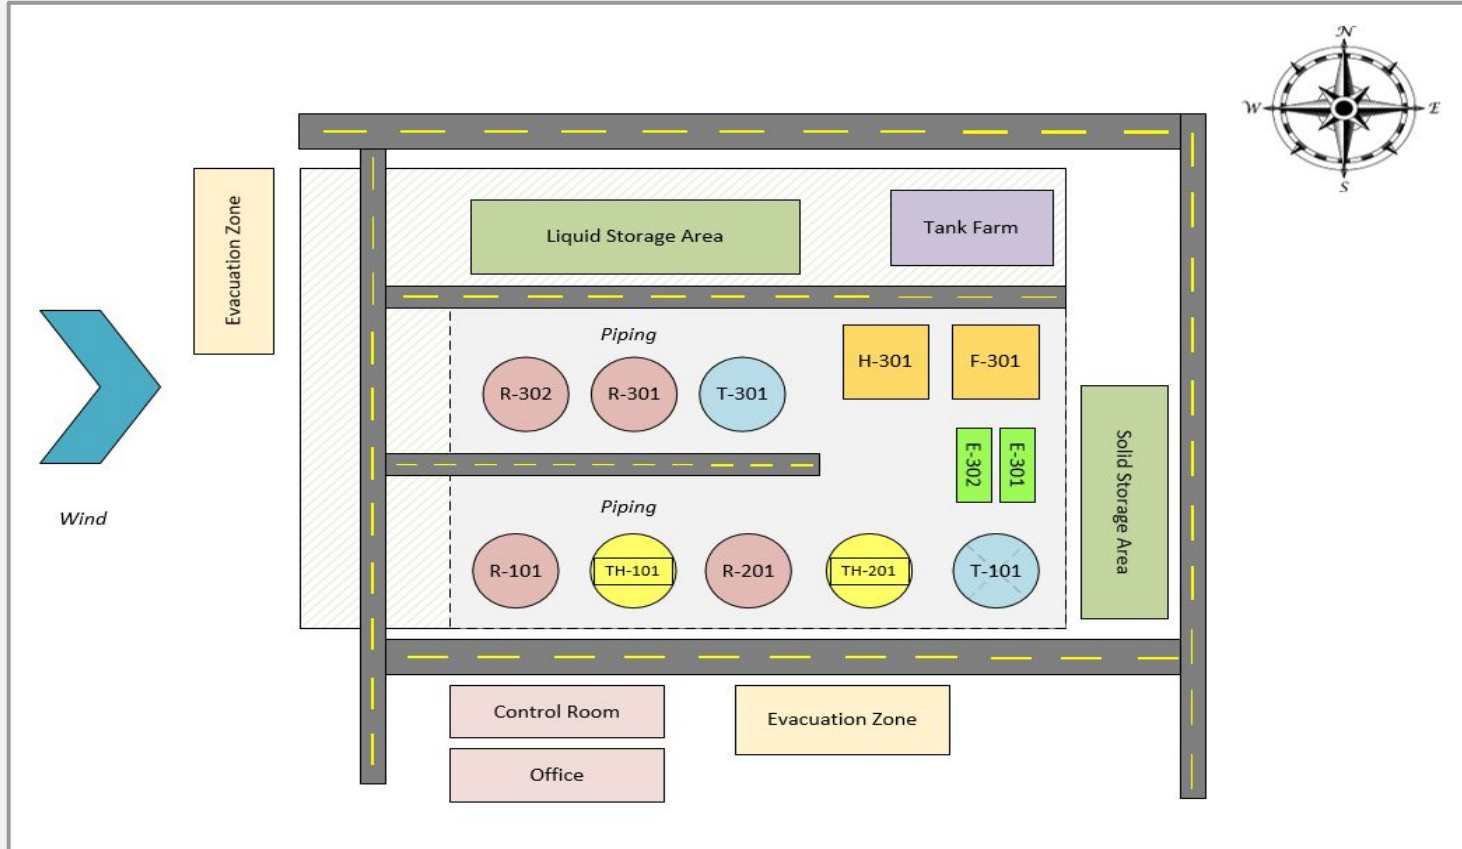 N
W
E
S
Evacuation Zone
Liquid Storage Area
Tank Farm
Piping
H-301
F-301
R-302
R-301
T-301
E-302
E-301
Solid Storage Area
Wind
Piping
R-101
TH-101
R-201
TH-201
T-101
Control Room
Evacuation Zone
Office